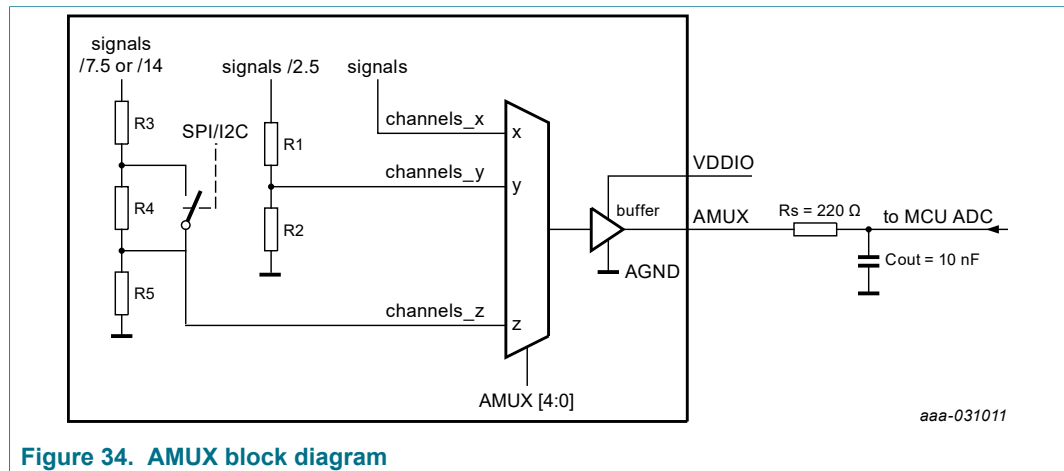 signals
/7.5 or /14
signals /2.5
signals
R3
SPI/I2C
R1
channels_x
x
channels_y
y
R4
R2
R5
channels_z
z
buffer
VDDIO
AMUX
AGND
Rs = 220 Ω
to MCU ADC
Cout = 10 nF
AMUX [4:0]
aaa-031011
Figure 34. AMUX block diagram